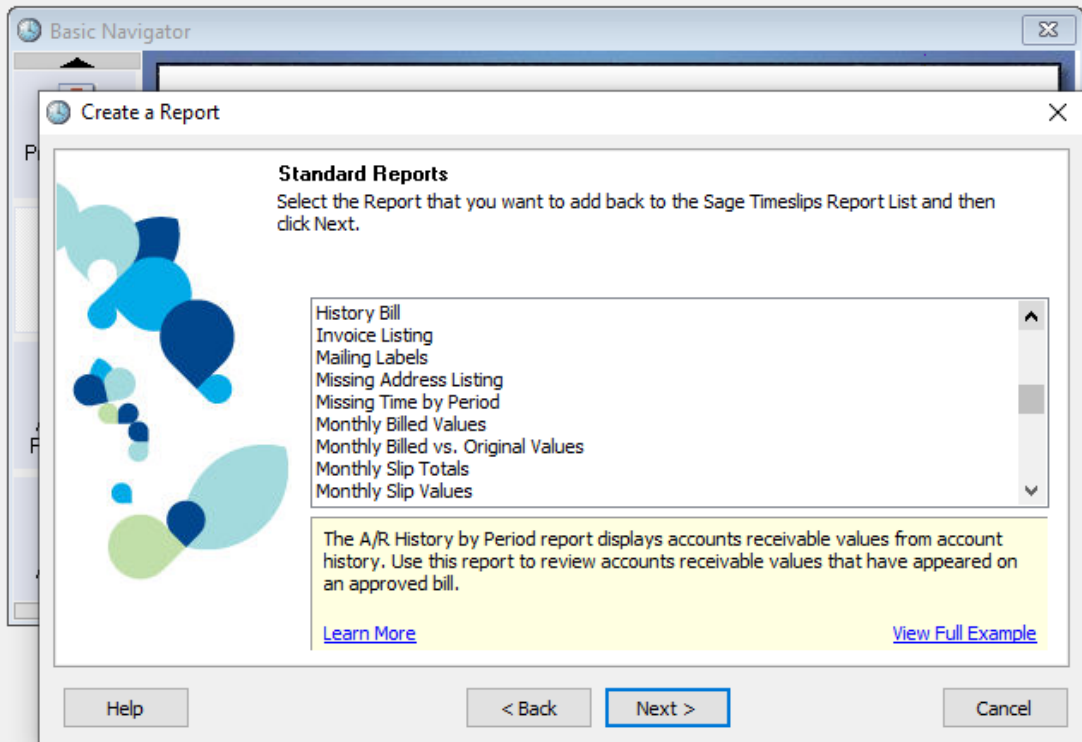 Basic Navigator
Create a Report
Standard Reports
Select the Report that you want to add back to the Sage Timeslips Report List and then
click Next.
History Bill
Invoice Listing
Mailing Labels
Missing Address Listing
Missing Time by Period
Monthly Billed Values
Monthly Billed vs. Original Values
Monthly Slip Totals
Monthly Slip Values
The A/R History by Period report displays accounts receivable values from account
history. Use this report to review accounts receivable values that have appeared on
an approved bill.
Learn More View Full Example
Help < Back Next > Cancel